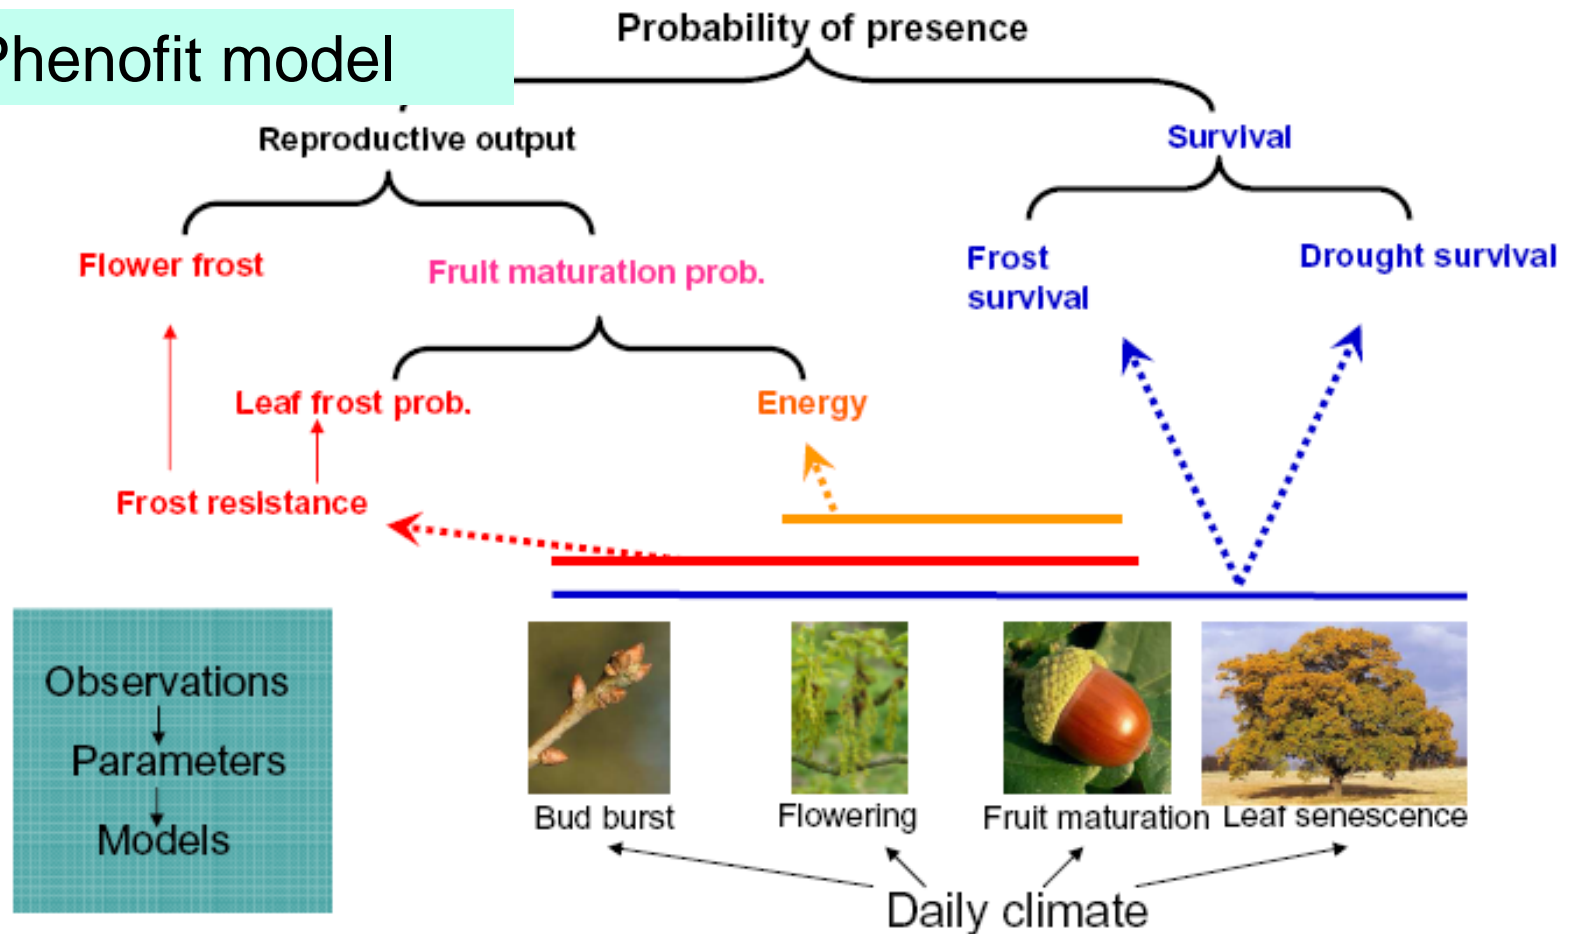 Phenofit model
Probability of presence
Reproductive output
Survival
Flower frost
Fruit maturation prob.
Frost
survival
Drought survival
Leaf frost prob.
Energy
Frost resistance
Observations
Parameters
Models
Bud burst
Flowering
Fruit maturation
Leaf senescence
Daily climate